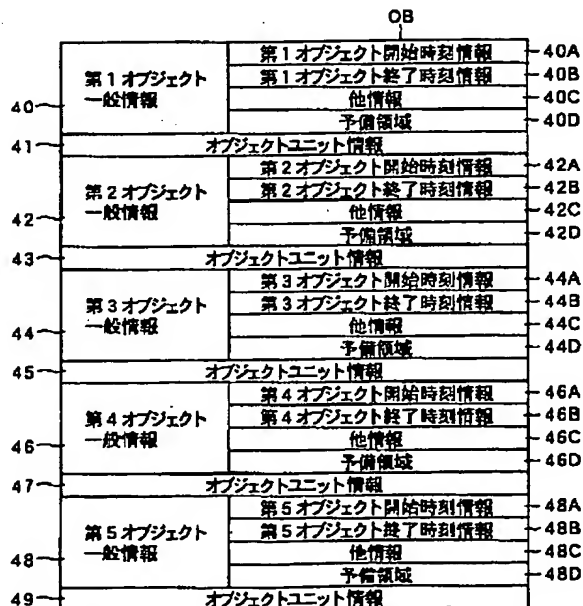 OB
第1オブジェクト開始時刻情報 40A
第1オブジェクト終了時刻情報 40B
第1オブジェクト
一般情報
40
他情報 40C
予備領域 40D
41 オブジェクトユニット情報
第2オブジェクト開始時刻情報 42A
第2オブジェクト終了時刻情報 42B
第2オブジェクト
一般情報
42
他情報 42C
予備領域 42D
43 オブジェクトユニット情報
第3オブジェクト開始時刻情報 44A
第3オブジェクト終了時刻情報 44B
第3オブジェクト
一般情報
44
他情報 44C
予備領域 44D
45 オブジェクトユニット情報
第4オブジェクト開始時刻情報 46A
第4オブジェクト終了時刻情報 46B
第4オブジェクト
一般情報
46
他情報 46C
予備領域 46D
47 オブジェクトユニット情報
第5オブジェクト開始時刻情報 48A
第5オブジェクト終了時刻情報 48B
第5オブジェクト
一般情報
48
他情報 48C
予備領域 48D
49 オブジェクトユニット情報